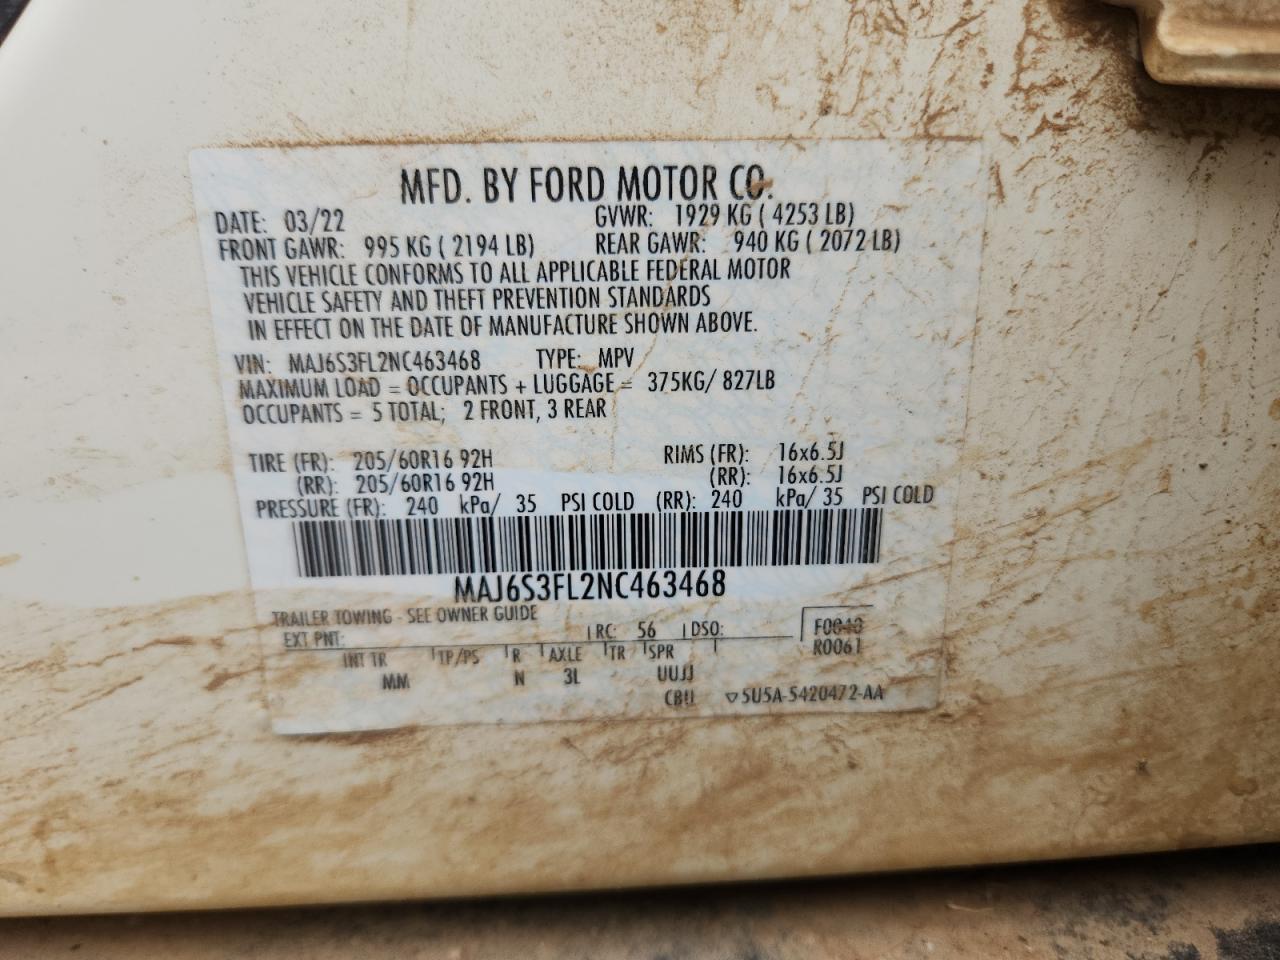 MFD. BY FORD MOTOR CO.
DATE: 03/22 GVWR: 1929 KG ( 4253 LB)
FRONT GAWR: 995 KG ( 2194 LB) REAR GAWR: 940 KG ( 2072 LB)
THIS VEHICLE CONFORMS TO ALL APPLICABLE FEDERAL MOTOR
VEHICLE SAFETY AND THEFT PREVENTION STANDARDS
IN EFFECT ON THE DATE OF MANUFACTURE SHOWN ABOVE.
VIN: MAJ6S3FL2NC463468 TYPE: MPV
MAXIMUM LOAD = OCCUPANTS + LUGGAGE = 375KG/ 827LB
OCCUPANTS = 5 TOTAL; 2 FRONT, 3 REAR
TIRE (FR): 205/60R16 92H RIMS (FR): 16x6.5J
(RR): 205/60R16 92H (RR): 16x6.5J
PRESSURE (FR): 240 kPa/ 35 PSI COLD (RR): 240 kPa/ 35 PSI COLD
MAJ6S3FL2NC463468
TRAILER TOWING - SEE OWNER GUIDE
EXT PNT: RC: 56 DSO: F0040
R0061
INT TR TP/PS R AXLE TR SPR
MM N 3L UUJJ
CBU 5U5A-5420472-AA